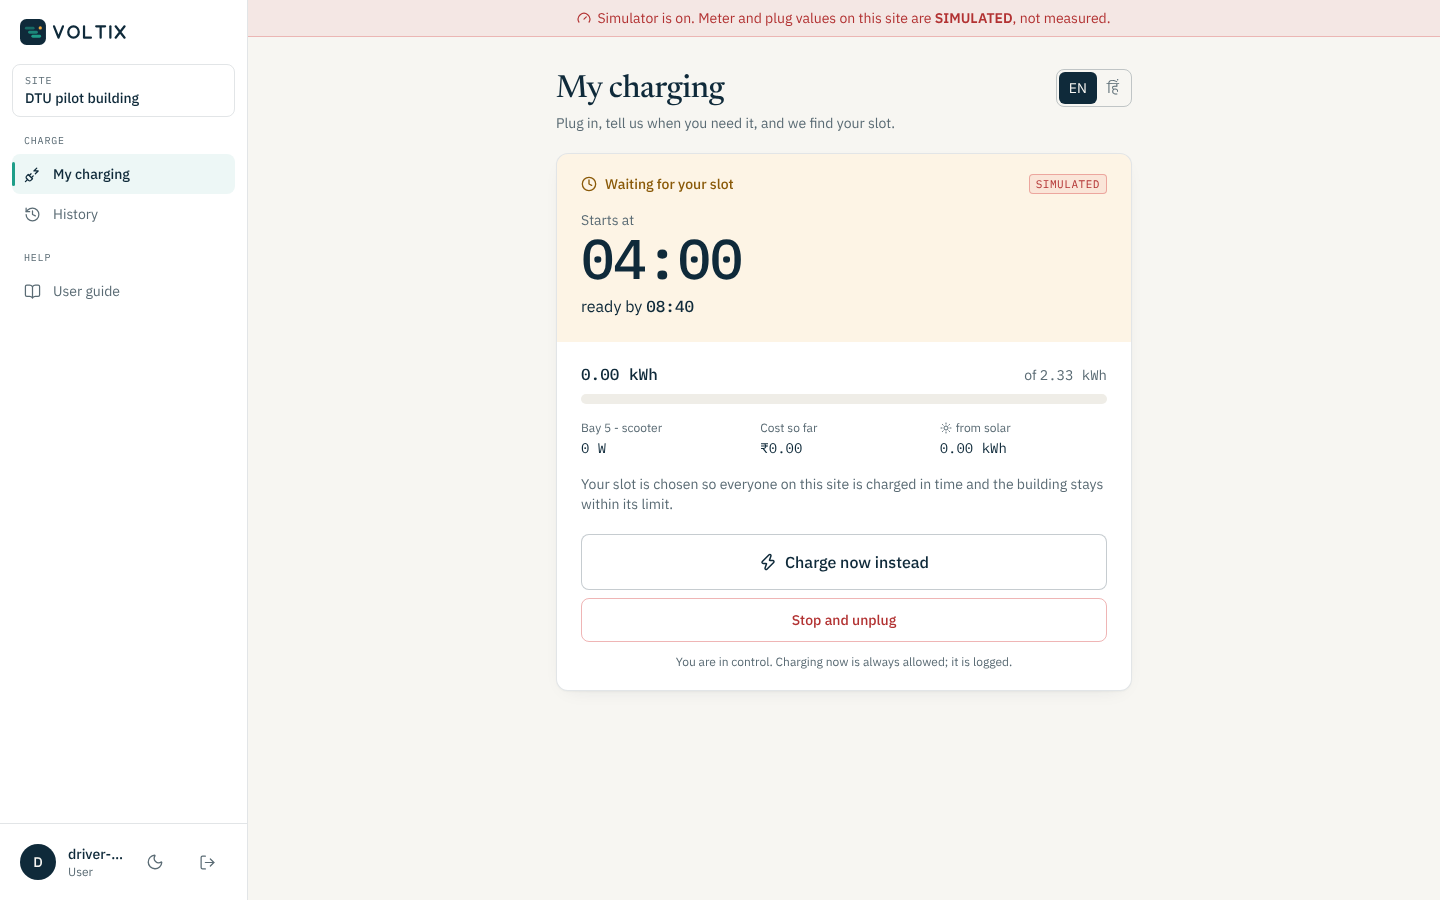 VOLTIX
SITE
DTU pilot building
CHARGE
My charging
History
HELP
User guide
driver-...
User
D
Simulator is on. Meter and plug values on this site are SIMULATED, not measured.
My charging
EN
हिं
Plug in, tell us when you need it, and we find your slot.
Waiting for your slot
SIMULATED
Starts at
04:00
ready by 08:40
0.00 kWh
of 2.33 kWh
Bay 5 - scooter
Cost so far
from solar
0 W
₹0.00
0.00 kWh
Your slot is chosen so everyone on this site is charged in time and the building stays
within its limit.
Charge now instead
Stop and unplug
You are in control. Charging now is always allowed; it is logged.